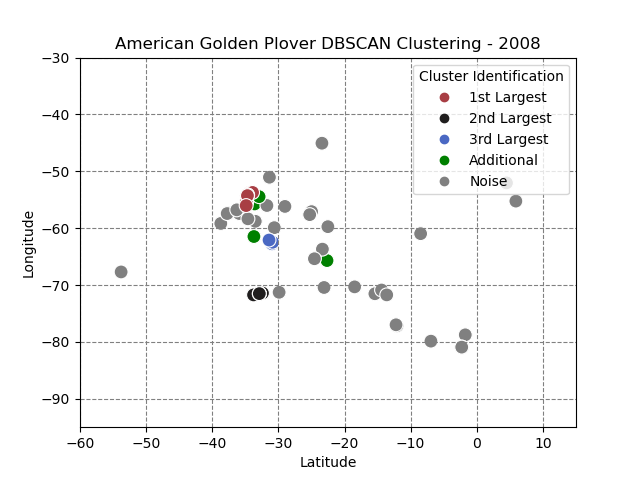 American Golden Plover DBSCAN Clustering - 2008
Cluster Identification
1st Largest
2nd Largest
3rd Largest
Additional
Noise
−30
−40
−50
−60
−70
−80
−90
Longitude
−60
−50
−40
−30
−20
−10
0
10
Latitude